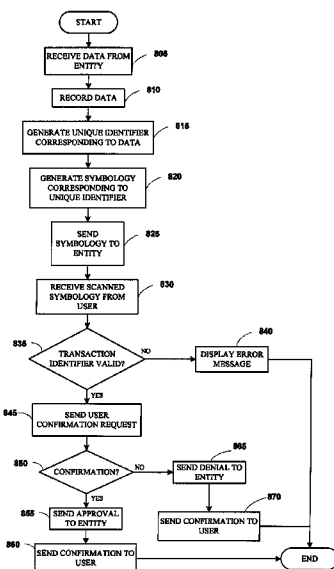 START
RECEIVE DATA FROM
ENTITY
805
RECORD DATA
810
GENERATE UNIQUE IDENTIFIER
CORRESPONDING TO DATA
815
GENERATE SYMBOLOGY
CORRESPONDING TO
UNIQUE IDENTIFIER
820
SEND
SYMBOLOGY TO
ENTITY
825
RECEIVE SCANNED
SYMBOLOGY FROM
USER
830
835
TRANSACTION
IDENTIFIER VALID?
NO
840
DISPLAY ERROR
MESSAGE
YES
845
SEND USER
CONFIRMATION REQUEST
850
CONFIRMATION?
NO
865
SEND DENIAL TO
ENTITY
YES
855
SEND APPROVAL
TO ENTITY
870
SEND CONFIRMATION TO
USER
860
SEND CONFIRMATION TO
USER
END